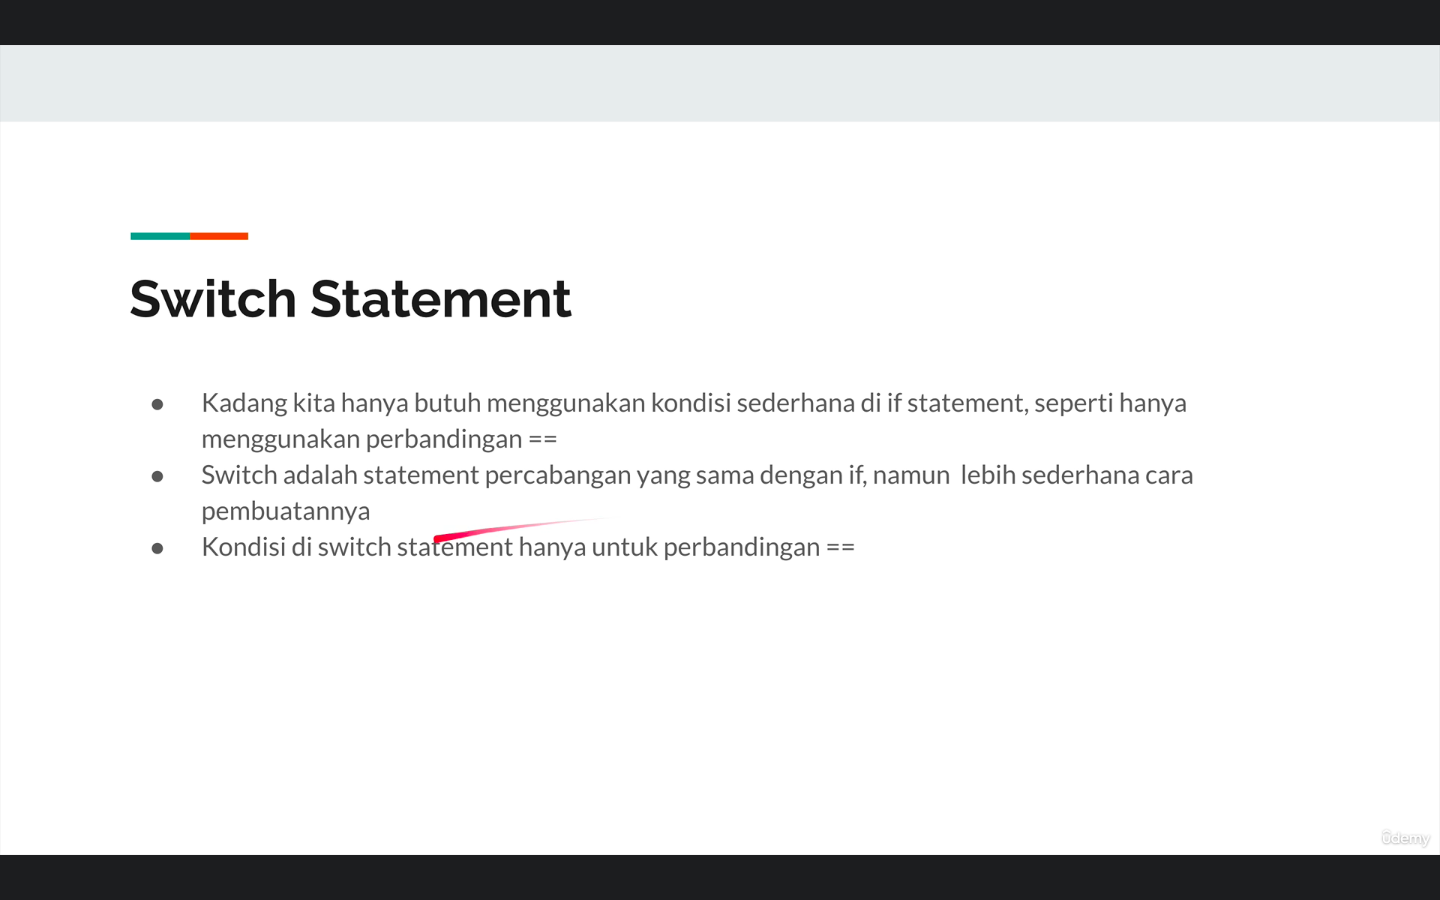 Switch Statement
● Kadang kita hanya butuh menggunakan kondisi sederhana di if statement, seperti hanya
menggunakan perbandingan ==
● Switch adalah statement percabangan yang sama dengan if, namun  lebih sederhana cara
pembuatannya
● Kondisi di switch statement hanya untuk perbandingan ==
ûdemy